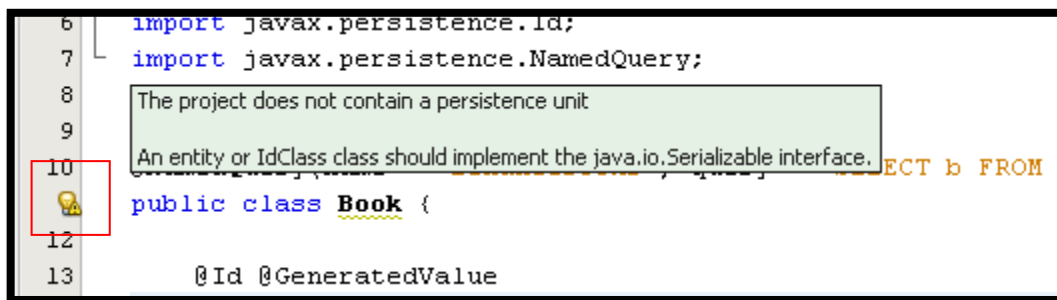 6 import javax.persistence.Id;
7 import javax.persistence.NamedQuery;
8
The project does not contain a persistence unit
9
An entity or IdClass class should implement the java.io.Serializable interface.
10 SELECT b FROM
public class Book {
12
13 @Id @GeneratedValue